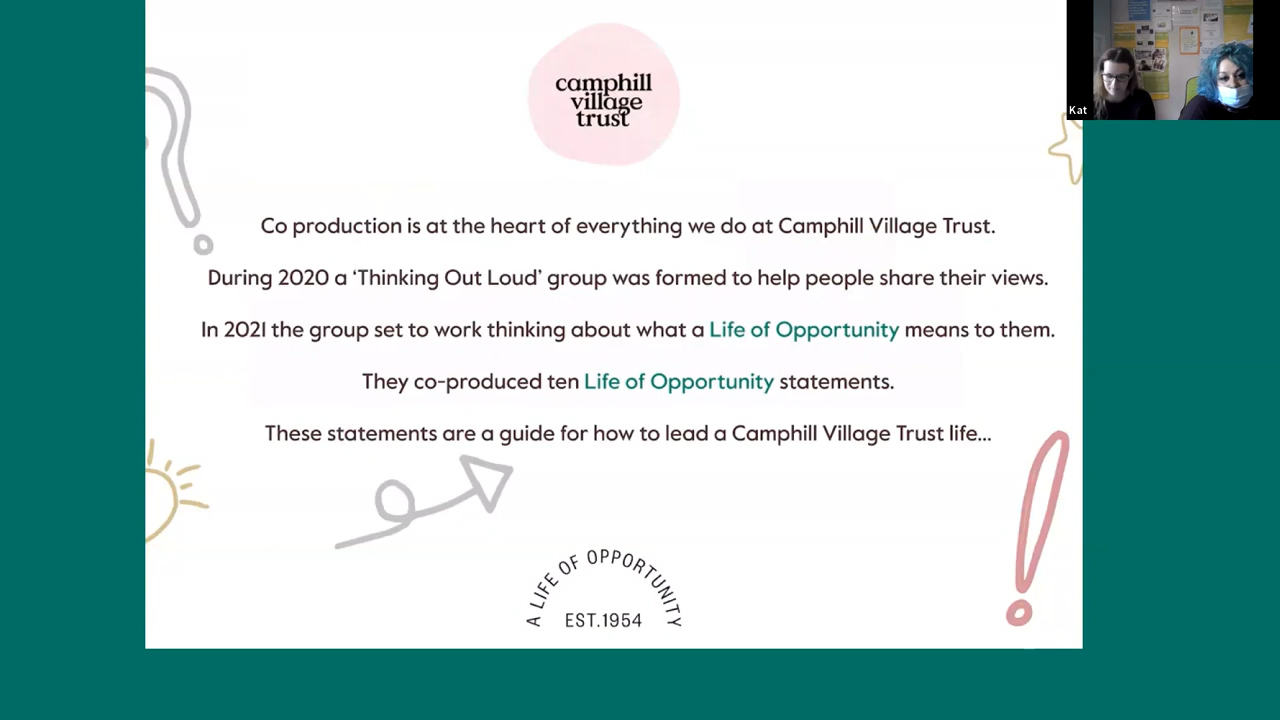 camphill
village
trust
Kat
Co production is at the heart of everything we do at Camphill Village Trust.
During 2020 a ‘Thinking Out Loud’ group was formed to help people share their views.
In 2021 the group set to work thinking about what a Life of Opportunity means to them.
They co-produced ten Life of Opportunity statements.
These statements are a guide for how to lead a Camphill Village Trust life...
A LIFE OF OPPORTUNITY
EST.1954